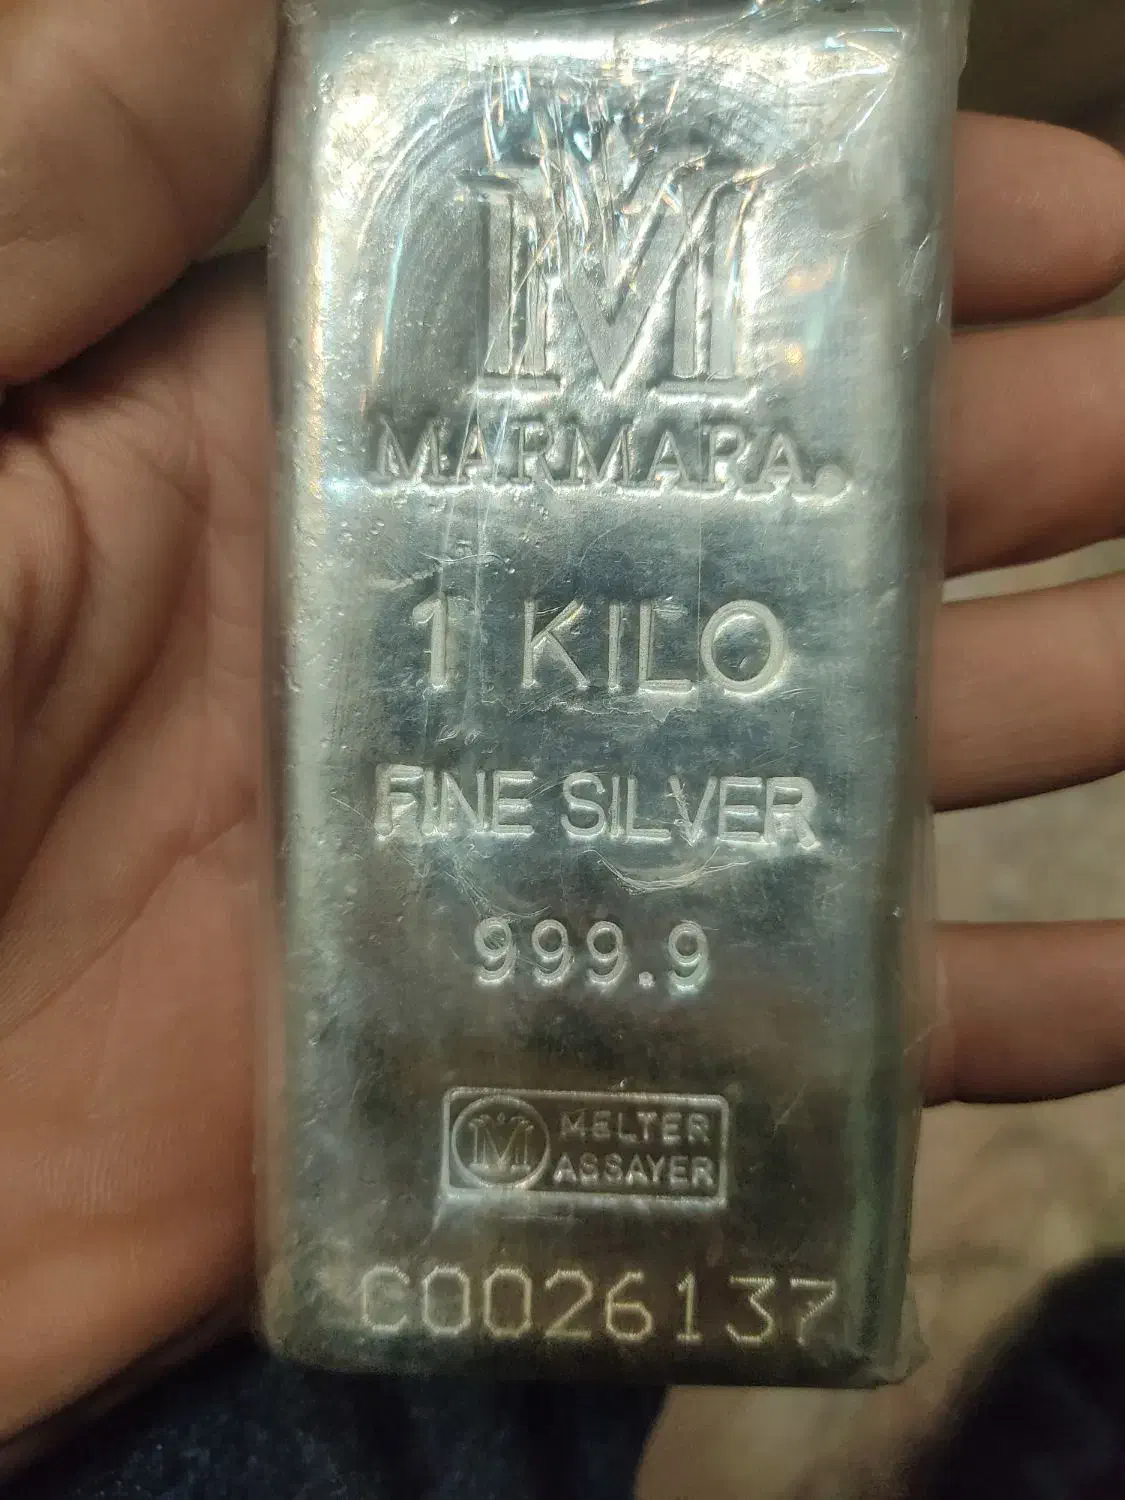 M
MARMARA.
1 KILO
FINE SILVER
999.9
M MELTER
ASSAYER
C0026137